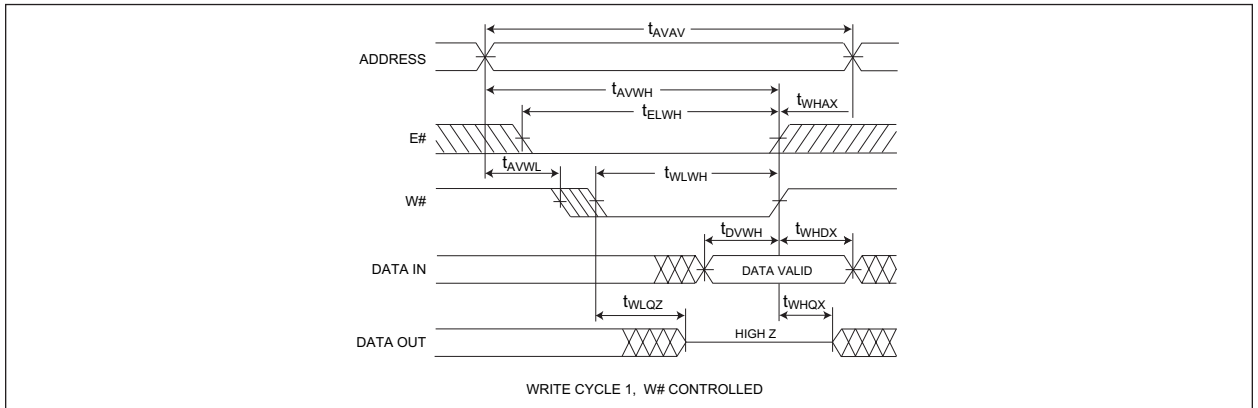 tAVAV
ADDRESS
tAVWH
tELWH
tWHAX
E#
tAVWL
tWLWH
W#
tDVWH
tWHDX
DATA IN
DATA VALID
tWLQZ
tWHQX
DATA OUT
HIGH Z
WRITE CYCLE 1, W# CONTROLLED